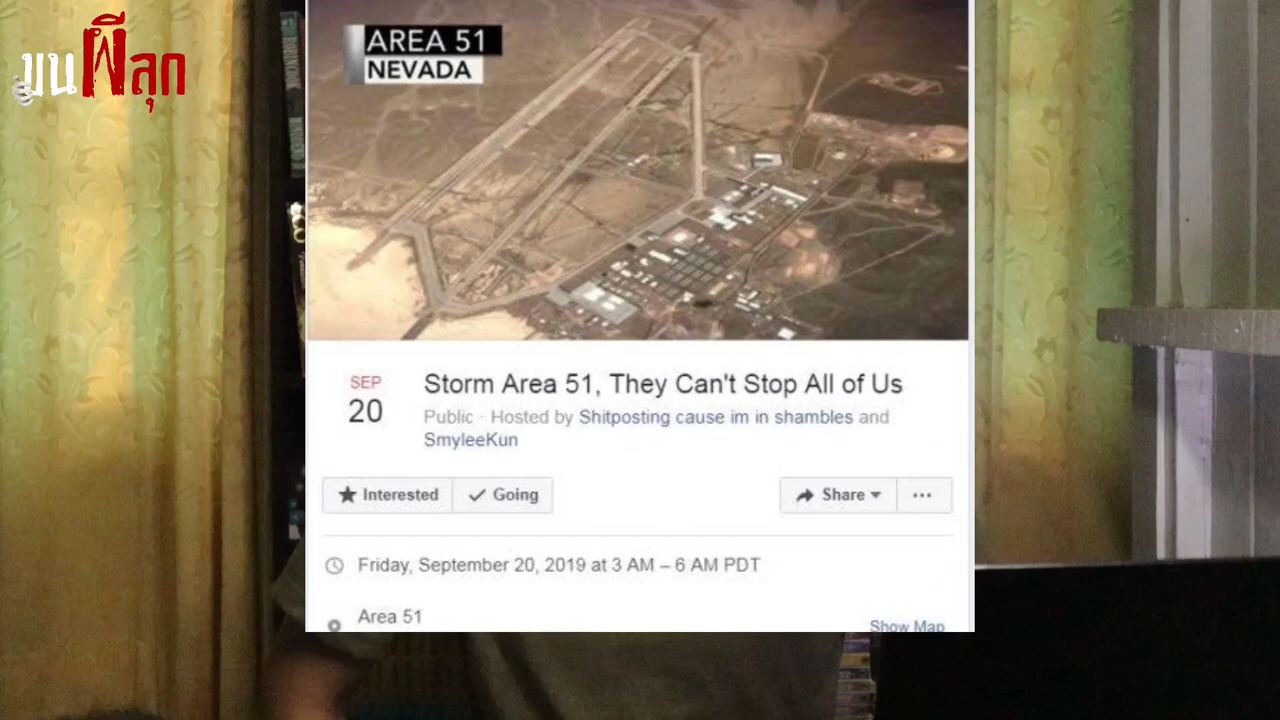 ขนผีลุก
AREA 51
NEVADA
SEP
20
Storm Area 51, They Can't Stop All of Us
Public · Hosted by Shitposting cause im in shambles and
SmyleeKun
Interested
Going
Share
Friday, September 20, 2019 at 3 AM – 6 AM PDT
Area 51
Show Map